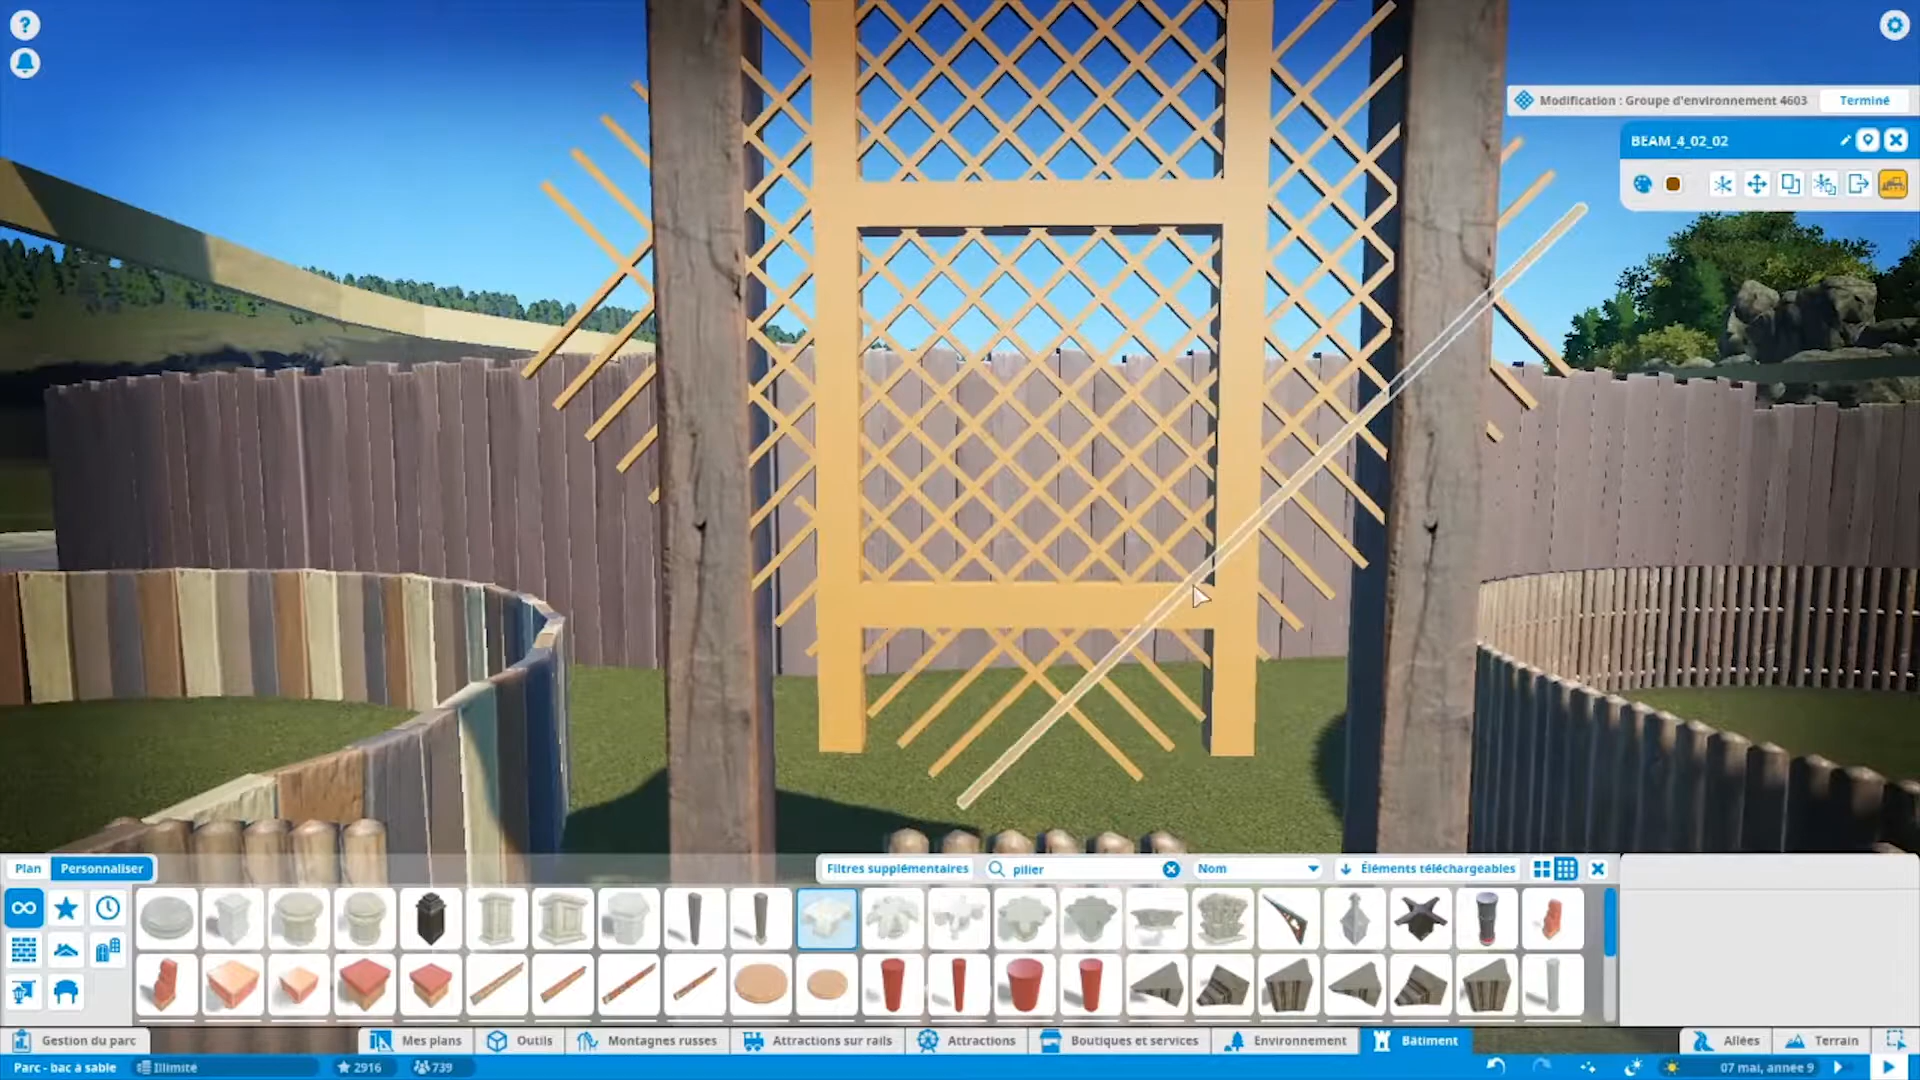 ?
Modification : Groupe d'environnement 4603
Terminé
BEAM_4_02_02
Plan
Personnaliser
Filtres supplémentaires
pilier
Nom
Éléments téléchargeables
Gestion du parc
Mes plans
Outils
Montagnes russes
Attractions sur rails
Attractions
Boutiques et services
Environnement
Bâtiment
Allées
Terrain
Parc - bac à sable
Illimité
2916
739
07 mai, année 9